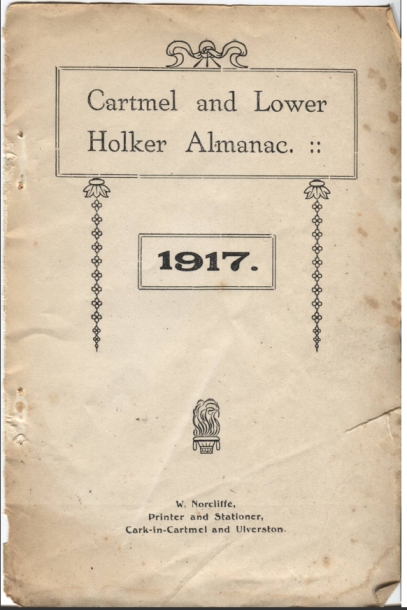 Cartmel and Lower
Holker Almanac. ::
1917.
W. Norcliffe,
Printer and Stationer,
Cark-in-Cartmel and Ulverston.